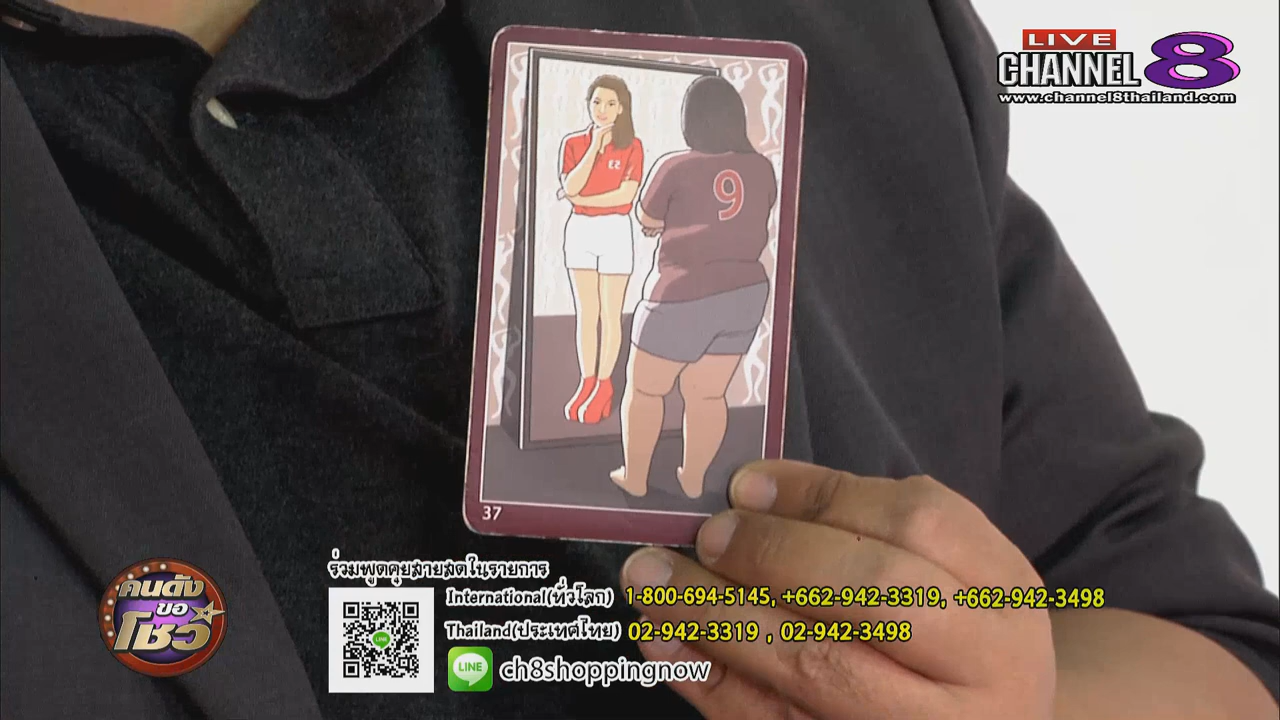 LIVE
CHANNEL 8
www.channel8thailand.com
EZ
9
37
คนดัง
ขอ
โชว์
ร่วมพูดคุยสายสดในรายการ
International(ทั่วโลก) 1-800-694-5145, +662-942-3319, +662-942-3498
Thailand(ประเทศไทย) 02-942-3319 , 02-942-3498
LINE
LINE ch8shoppingnow